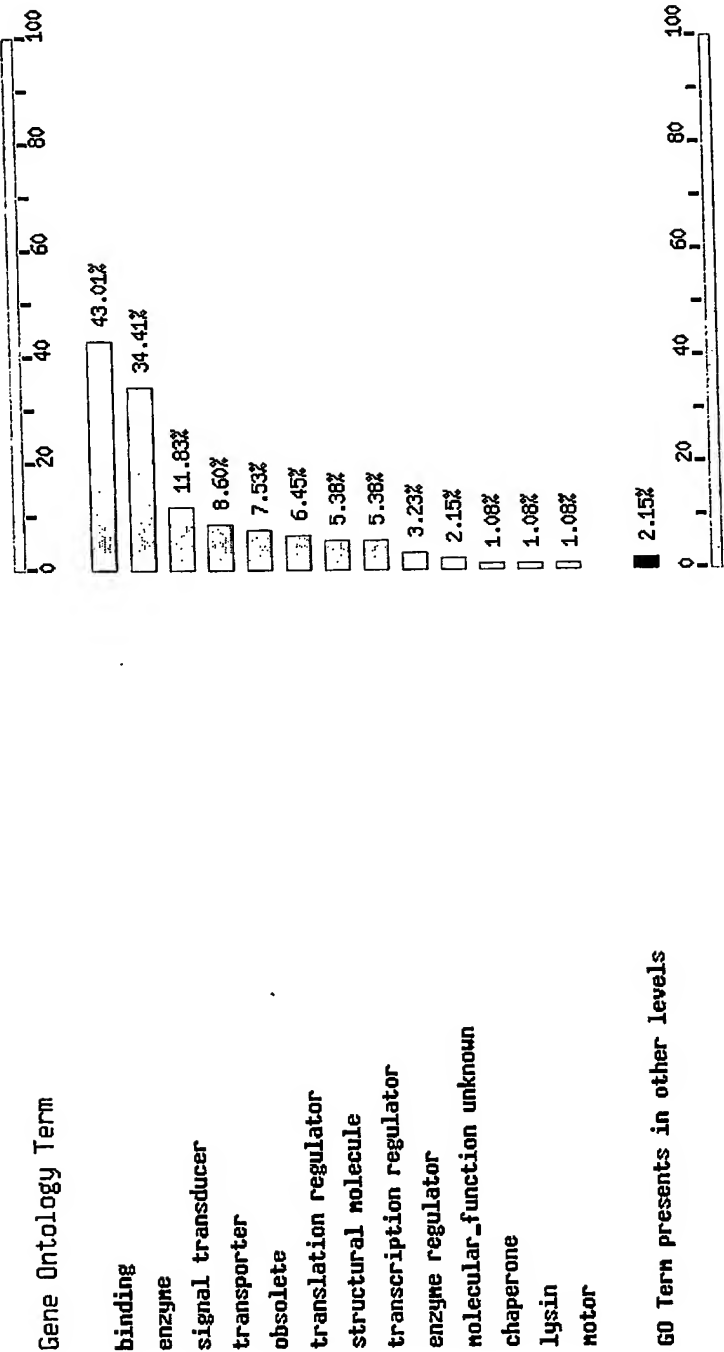 Gene Ontology Term
0 20 40 60 80 100
binding 43.01%
enzyme 34.41%
signal transducer 11.83%
transporter 8.60%
obsolete 7.53%
translation regulator 6.45%
structural molecule 5.38%
transcription regulator 5.38%
enzyme regulator 3.23%
molecular_function unknown 2.15%
chaperone 1.08%
lysin 1.08%
motor 1.08%
GO Term presents in other levels 2.15%
0 20 40 60 80 100